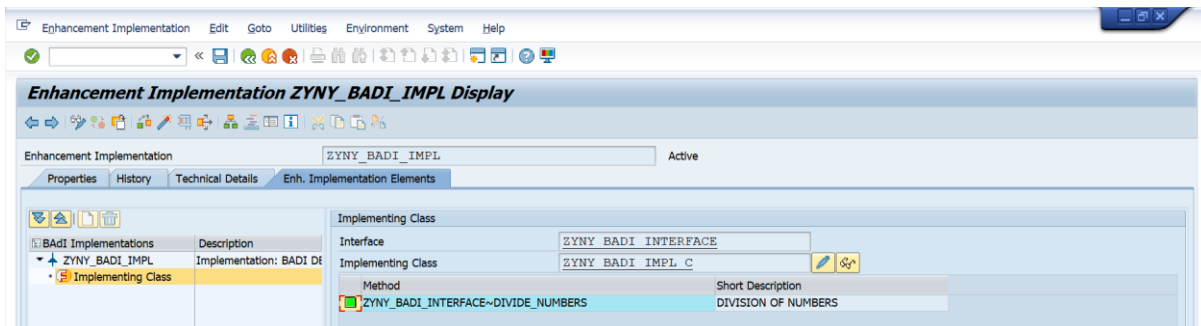 Enhancement Implementation Edit Goto Utilities Environment System Help
Enhancement Implementation ZYNY_BADI_IMPL Display
Enhancement Implementation ZYNY_BADI_IMPL Active
Properties History Technical Details Enh. Implementation Elements
Implementing Class
BAdI Implementations Description Interface ZYNY_BADI_INTERFACE
ZYNY_BADI_IMPL Implementation: BADI DE Implementing Class ZYNY_BADI_IMPL_C
Implementing Class Method Short Description
ZYNY_BADI_INTERFACE~DIVIDE_NUMBERS DIVISION OF NUMBERS